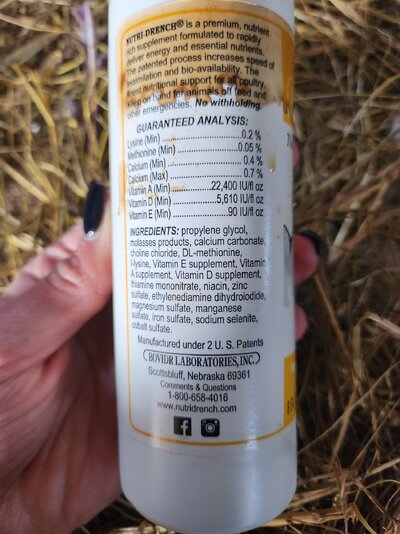 NUTRI-DRENCH® is a premium, nutrient
rich supplement formulated to rapidly
deliver energy and essential nutrients.
The patented process increases speed of
assimilation and bio-availability. The
finest nutritional support for all poultry.
Keep on hand for animals off feed and
other emergencies. No withholding.
GUARANTEED ANALYSIS:
Lysine (Min) ........................0.2 %
Methionine (Min) ..................0.05 %
Calcium (Min) ......................0.4 %
Calcium (Max) .....................0.7 %
Vitamin A (Min) ...........22,400 IU/fl oz
Vitamin D (Min) .............5,610 IU/fl oz
Vitamin E (Min) ..................90 IU/fl oz
INGREDIENTS: propylene glycol,
molasses products, calcium carbonate,
choline chloride, DL-methionine,
l-lysine, Vitamin E supplement, Vitamin
A supplement, Vitamin D supplement,
thiamine mononitrate, niacin, zinc
sulfate, ethylenediamine dihydroiodide,
magnesium sulfate, manganese
sulfate, iron sulfate, sodium selenite,
cobalt sulfate.
Manufactured under 2 U. S. Patents
BOVIDR LABORATORIES, INC.
Scottsbluff, Nebraska 69361
Comments & Questions
1-800-658-4016
www.nutridrench.com